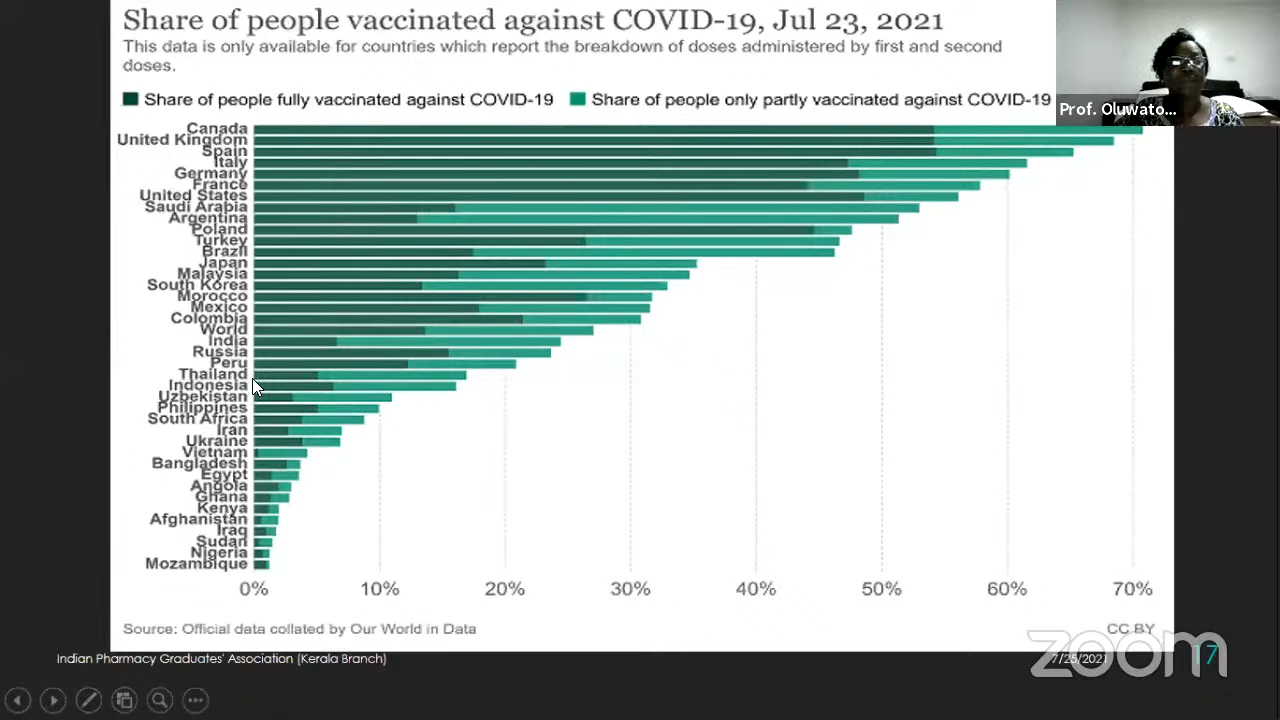 Share of people vaccinated against COVID-19, Jul 23, 2021
This data is only available for countries which report the breakdown of doses administered by first and second
doses.
Share of people fully vaccinated against COVID-19
Share of people only partly vaccinated against COVID-19
Prof. Oluwato...
Canada
United Kingdom
Spain
Italy
Germany
France
United States
Saudi Arabia
Argentina
Poland
Turkey
Brazil
Japan
Malaysia
South Korea
Morocco
Mexico
Colombia
World
India
Russia
Peru
Thailand
Indonesia
Uzbekistan
Philippines
South Africa
Iran
Ukraine
Vietnam
Bangladesh
Egypt
Angola
Ghana
Kenya
Afghanistan
Iraq
Sudan
Nigeria
Mozambique
0% 10% 20% 30% 40% 50% 60% 70%
Source: Official data collated by Our World in Data
CC BY
Indian Pharmacy Graduates' Association (Kerala Branch)
7/25/2021
17
zoom